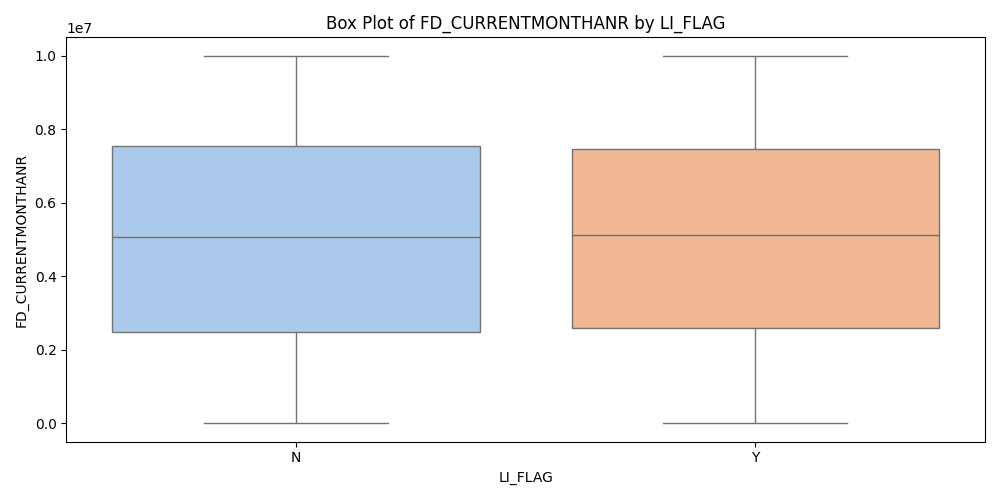 Box Plot of FD_CURRENTMONTHANR by LI_FLAG
1e7
1.0
0.8
0.6
0.4
0.2
0.0
FD_CURRENTMONTHANR
N
Y
LI_FLAG